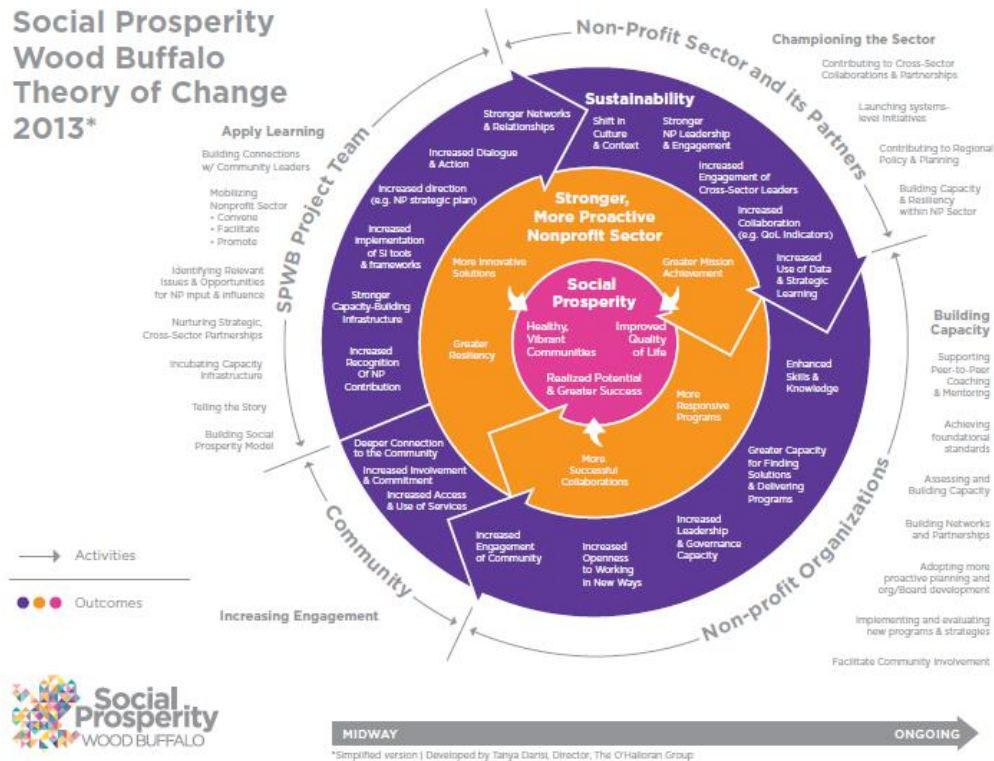 Social Prosperity
Wood Buffalo
Theory of Change
2013*
Non-Profit Sector and its Partners
Championing the Sector
Contributing to Cross-Sector
Collaborations & Partnerships
Launching systems-
level Initiatives
Contributing to Regional
Policy & Planning
Building Capacity
& Resiliency
within NP Sector
SPWB Project Team
Apply Learning
Building Connections
w/ Community Leaders
Mobilizing
Nonprofit Sector
• Convene
• Facilitate
• Promote
Identifying Relevant
Issues & Opportunities
for NP input & influence
Nurturing Strategic,
Cross-Sector Partnerships
Incubating Capacity
Infrastructure
Telling the Story
Building Social
Prosperity Model
Sustainability
Stronger Networks
& Relationships
Shift in
Culture
& Context
Stronger
NP Leadership
& Engagement
Increased Dialogue
& Action
Increased
Engagement of
Cross-Sector Leaders
Increased direction
(e.g. NP strategic plan)
Increased
Collaboration
(e.g. QoL Indicators)
Increased
Implementation
of SI tools
& frameworks
Increased
Use of Data
& Strategic
Learning
Stronger
Capacity-Building
Infrastructure
Increased
Recognition
Of NP
Contribution
Enhanced
Skills &
Knowledge
Deeper Connection
to the Community
Increased Involvement
& Commitment
Increased Access
& Use of Services
Greater Capacity
for Finding
Solutions
& Delivering
Programs
Increased
Engagement
of Community
Increased
Openness
to Working
in New Ways
Increased
Leadership
& Governance
Capacity
Stronger,
More Proactive
Nonprofit Sector
More Innovative
Solutions
Greater Mission
Achievement
Greater
Resiliency
More
Responsive
Programs
More
Successful
Collaborations
Social
Prosperity
Healthy,
Vibrant
Communities
Improved
Quality
of Life
Realized Potential
& Greater Success
Building
Capacity
Supporting
Peer-to-Peer
Coaching
& Mentoring
Achieving
foundational
standards
Assessing and
Building Capacity
Building Networks
and Partnerships
Adopting more
proactive planning and
org/Board development
Implementing and evaluating
new programs & strategies
Facilitate Community Involvement
Non-profit Organizations
Community
Increasing Engagement
Activities
Outcomes
Social
Prosperity
WOOD BUFFALO
MIDWAY
ONGOING
*Simplified version | Developed by Tanya Darisi, Director, The O'Halloran Group